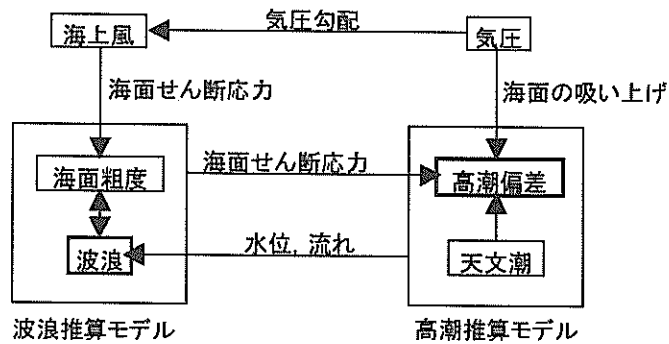 気圧勾配
海上風
気圧
海面せん断応力
海面の吸い上げ
海面粗度
海面せん断応力
高潮偏差
波浪
水位, 流れ
天文潮
波浪推算モデル
高潮推算モデル